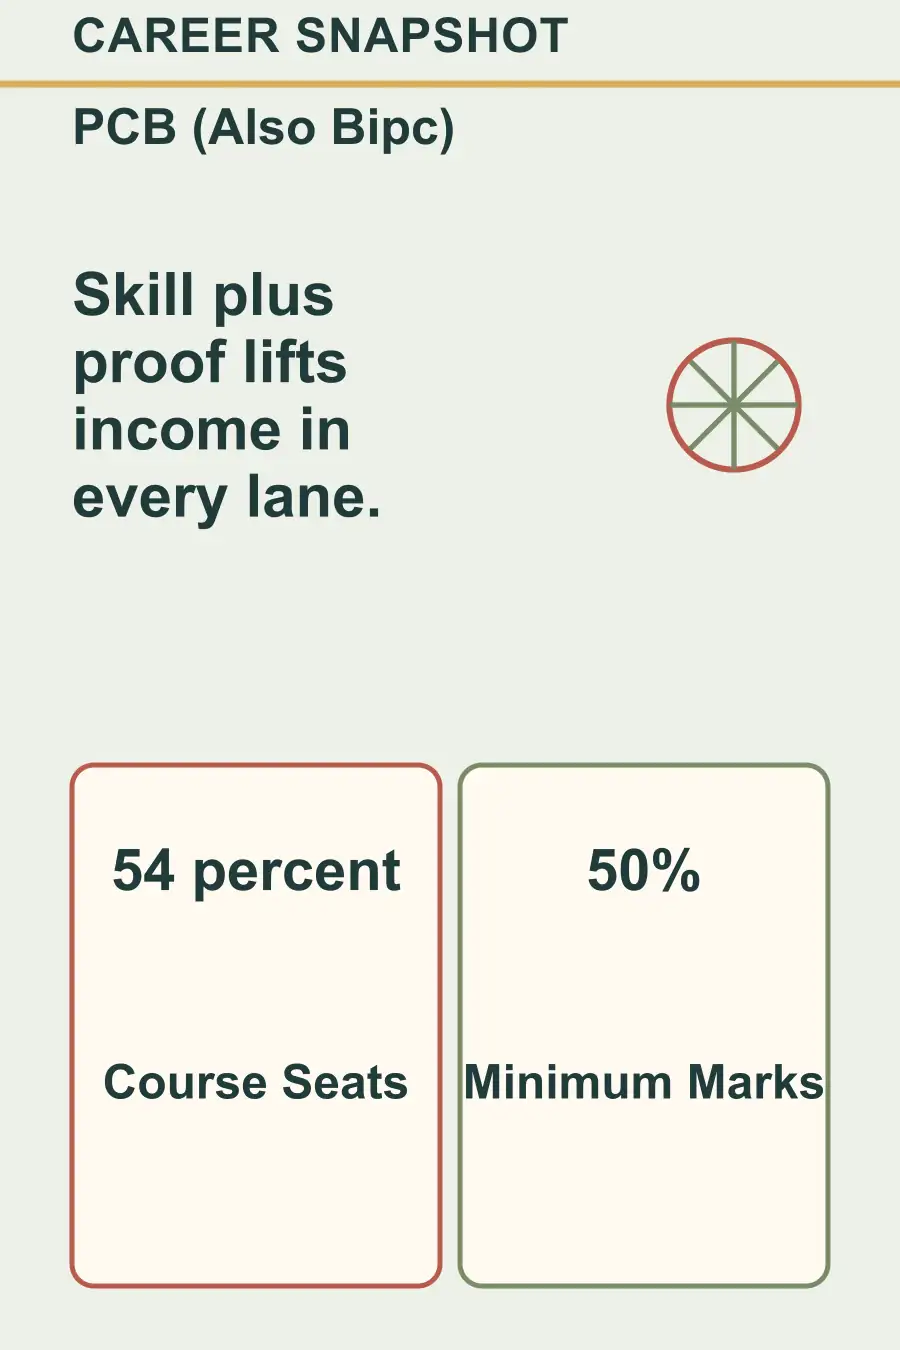 CAREER SNAPSHOT
PCB (Also Bipc)
Skill plus
proof lifts
income in
every lane.
54 percent
Course Seats
50%
Minimum Marks